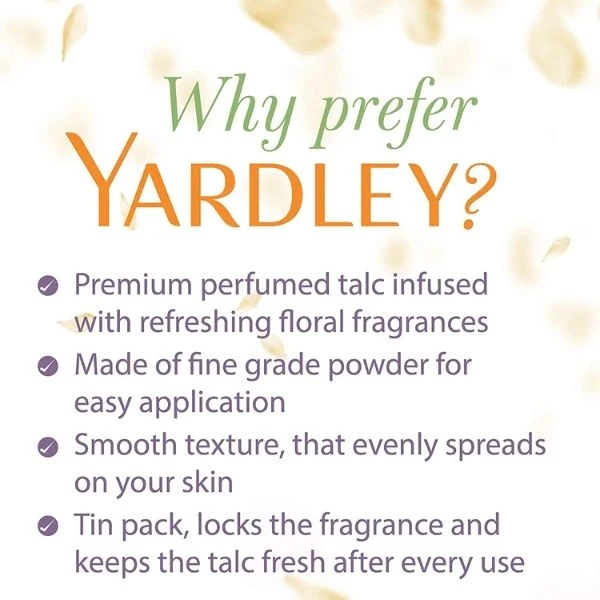 Why prefer
YARDLEY?
Premium perfumed talc infused
with refreshing floral fragrances
Made of fine grade powder for
easy application
Smooth texture, that evenly spreads
on your skin
Tin pack, locks the fragrance and
keeps the talc fresh after every use